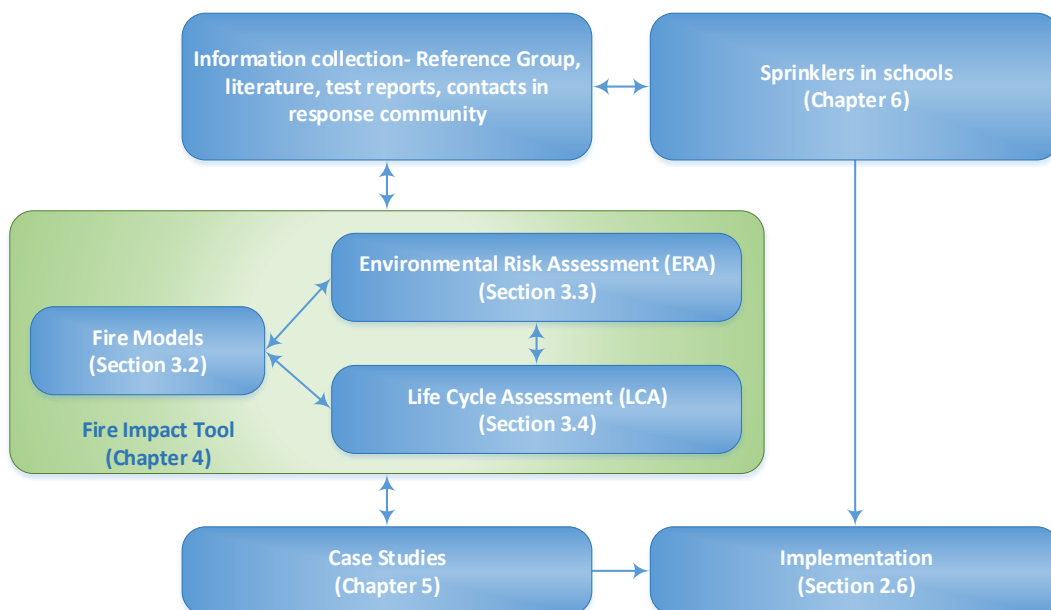 Information collection- Reference Group,
literature, test reports, contacts in
response community
Sprinklers in schools
(Chapter 6)
Environmental Risk Assessment (ERA)
(Section 3.3)
Fire Models
(Section 3.2)
Life Cycle Assessment (LCA)
(Section 3.4)
Fire Impact Tool
(Chapter 4)
Case Studies
(Chapter 5)
Implementation
(Section 2.6)